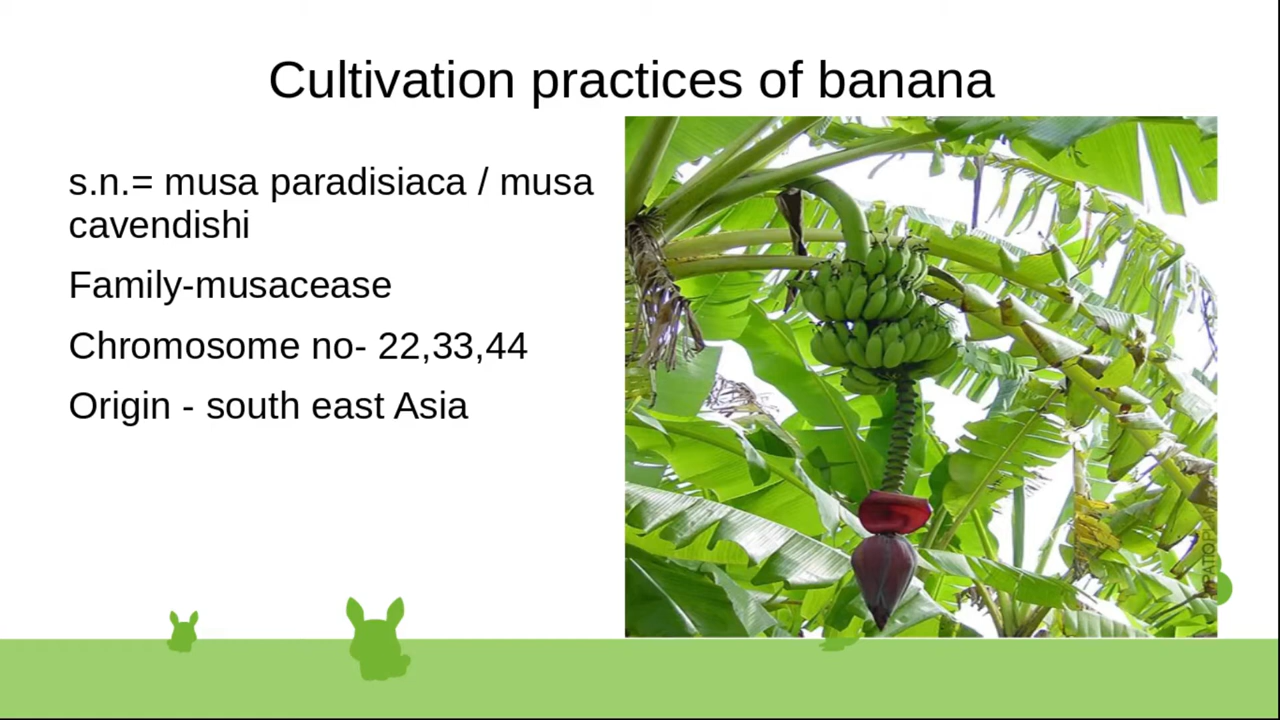 Cultivation practices of banana
s.n.= musa paradisiaca / musa
cavendishi
Family-musacease
Chromosome no- 22,33,44
Origin - south east Asia